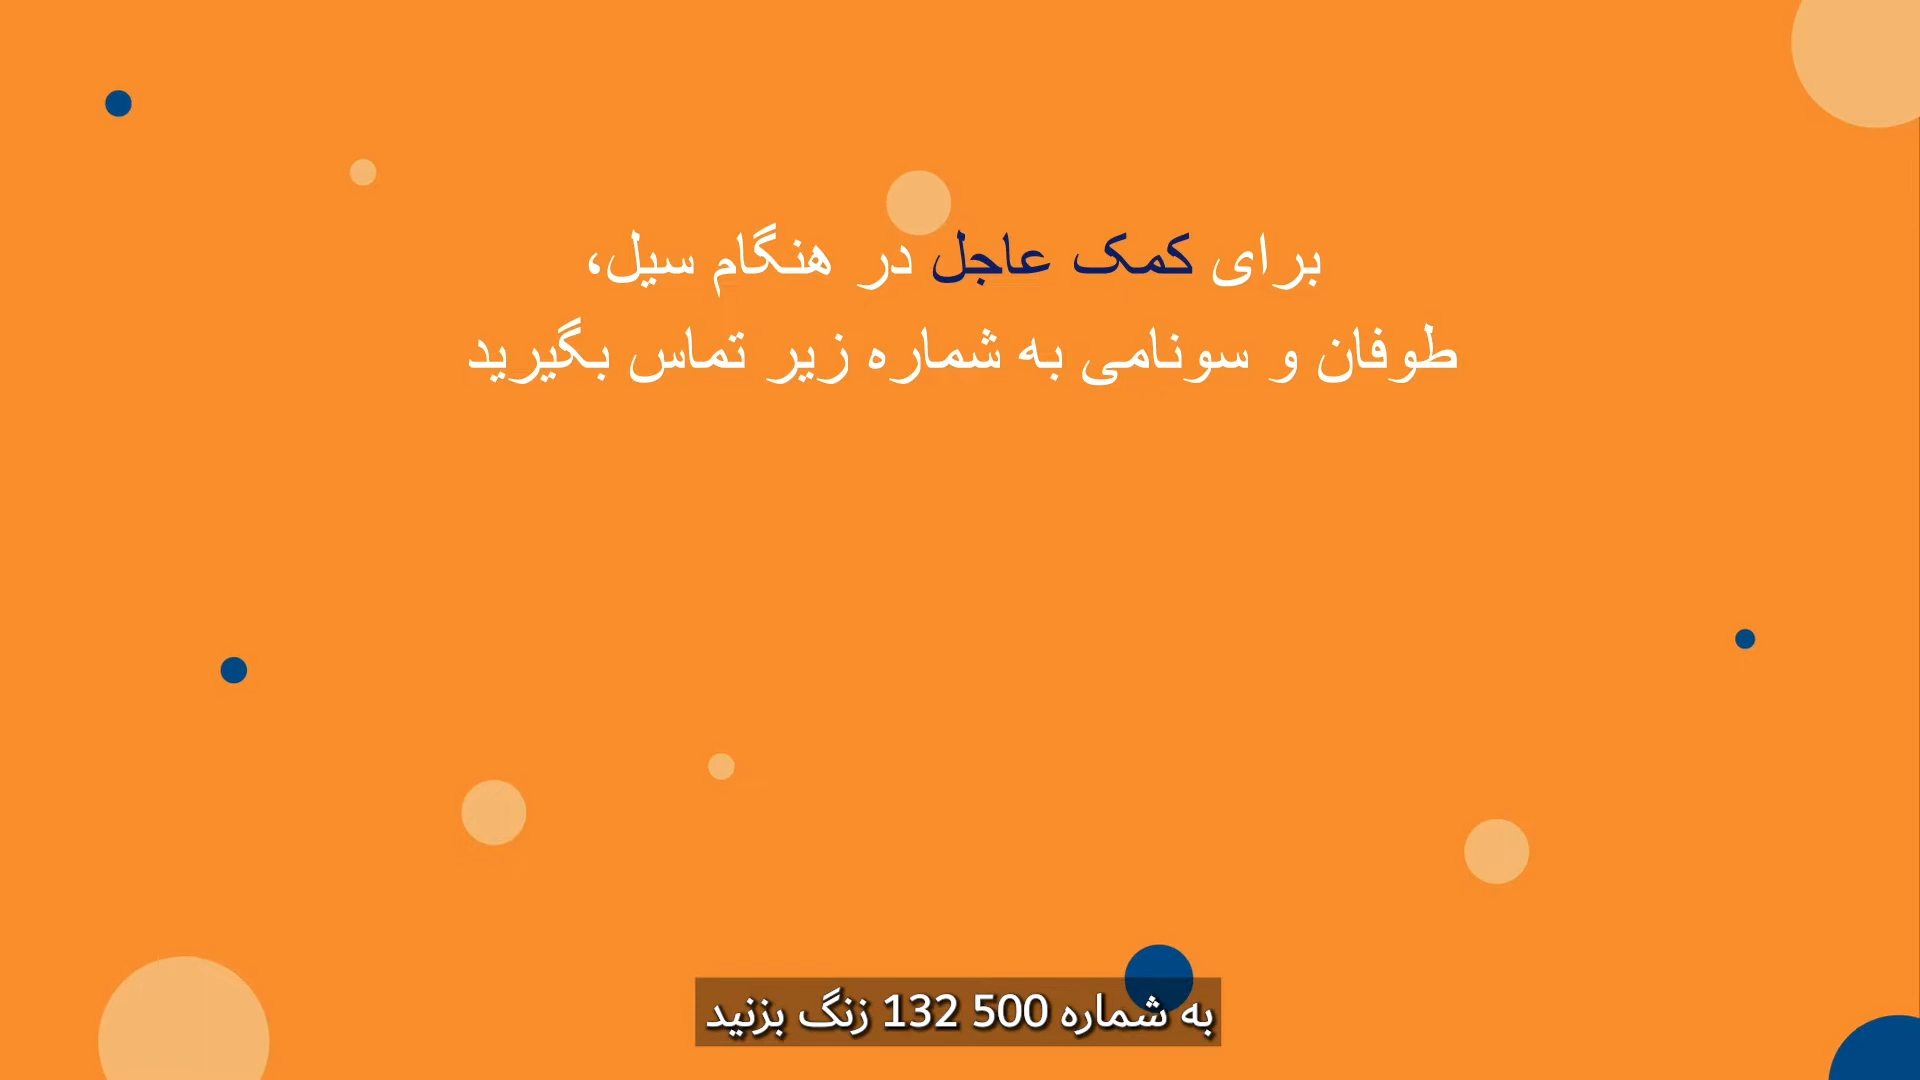 برای کمک عاجل در هنگام سیل،
طوفان و سونامی به شماره زیر تماس بگیرید
به شماره 500 132 زنگ بزنید